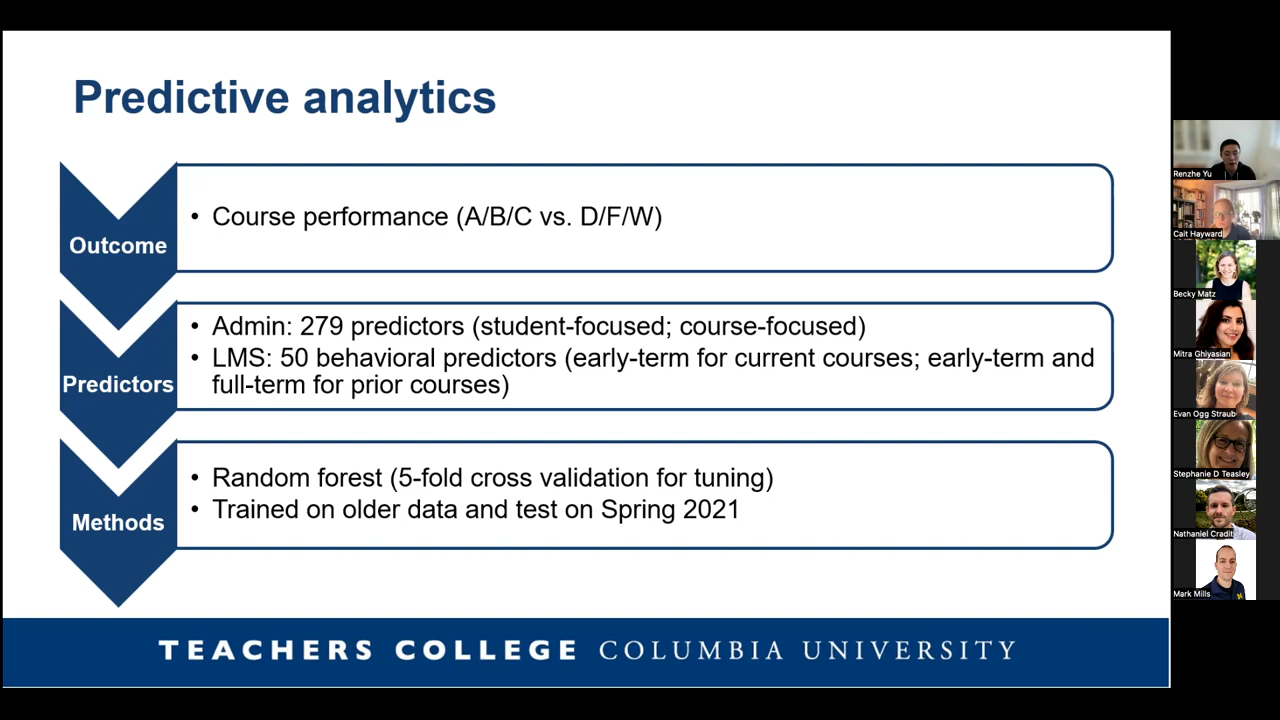 Predictive analytics
Outcome
• Course performance (A/B/C vs. D/F/W)
Predictors
• Admin: 279 predictors (student-focused; course-focused)
• LMS: 50 behavioral predictors (early-term for current courses; early-term and
full-term for prior courses)
Methods
• Random forest (5-fold cross validation for tuning)
• Trained on older data and test on Spring 2021
TEACHERS COLLEGE COLUMBIA UNIVERSITY
Renzhe Yu
Cait Hayward
Becky Matz
Mitra Ghiyasian
Evan Ogg Straub
Stephanie D Teasley
Nathaniel Cradit
Mark Mills